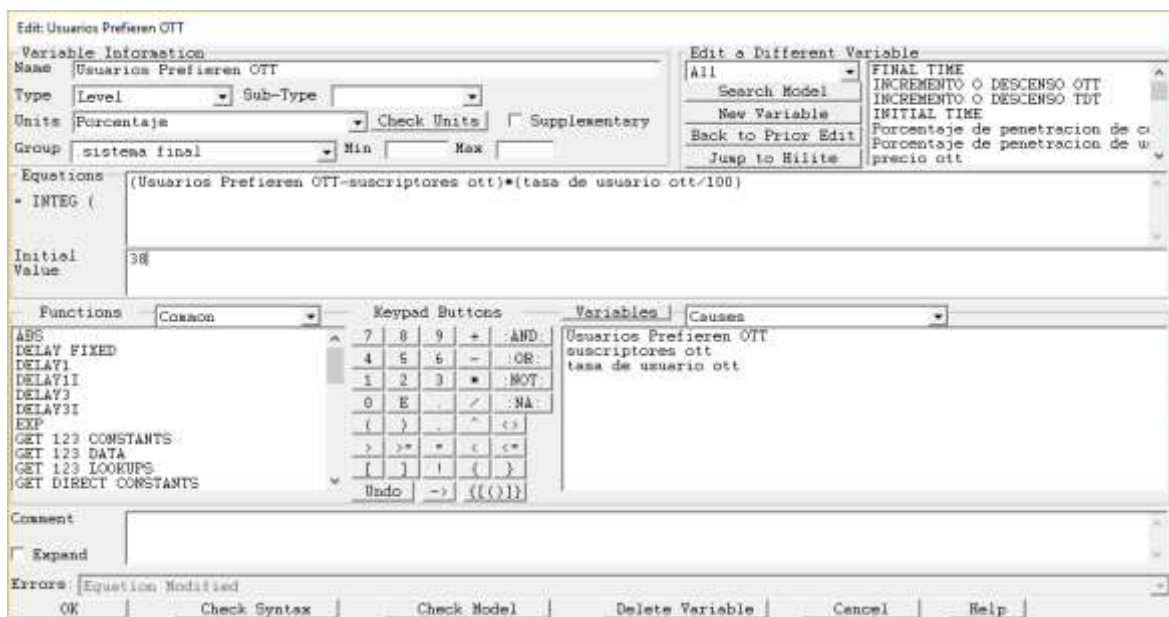 Edit: Usuarios Prefieren OTT
Variable Information
Name Usuarios Prefieren OTT
Type Level Sub-Type
Units Porcentaje Check Units Supplementary
Group .sistema final Min Max
Edit a Different Variable
All
Search Model
New Variable
Back to Prior Edit
Jump to Hilite
FINAL TIME
INCREMENTO O DESCENSO OTT
INCREMENTO O DESCENSO TDT
INITIAL TIME
Porcentaje de penetracion de c
Porcentaje de penetracion de u
precio ott
Equations
= INTEG (
(Usuarios Prefieren OTT-suscriptores ott)*(tasa de usuario ott/100)
Initial
Value
38
Functions Common
ABS
DELAY FIXED
DELAY1
DELAY1I
DELAY3
DELAY3I
EXP
GET 123 CONSTANTS
GET 123 DATA
GET 123 LOOKUPS
GET DIRECT CONSTANTS
Keypad Buttons
7 8 9 + :AND:
4 5 6 - :OR:
1 2 3 * :NOT:
0 E . / :NA:
( ) , ^ <>
> >= = < <=
[ ] ! { }
Undo -> {[()]}
Variables Causes
Usuarios Prefieren OTT
suscriptores ott
tasa de usuario ott
Comment
Expand
Errors: Equation Modified
OK Check Syntax Check Model Delete Variable Cancel Help